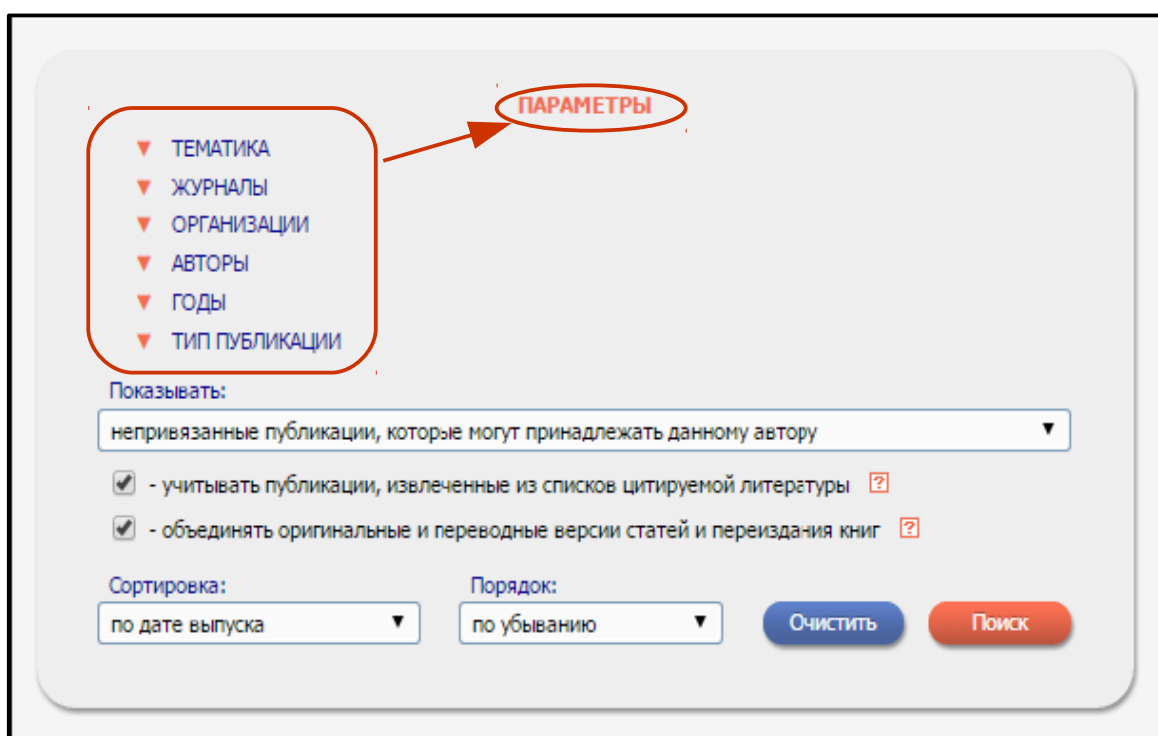 ПАРАМЕТРЫ
ТЕМАТИКА
ЖУРНАЛЫ
ОРГАНИЗАЦИИ
АВТОРЫ
ГОДЫ
ТИП ПУБЛИКАЦИИ
Показывать:
непривязанные публикации, которые могут принадлежать данному автору
- учитывать публикации, извлеченные из списков цитируемой литературы ?
- объединять оригинальные и переводные версии статей и переиздания книг ?
Сортировка: Порядок:
по дате выпуска по убыванию Очистить Поиск